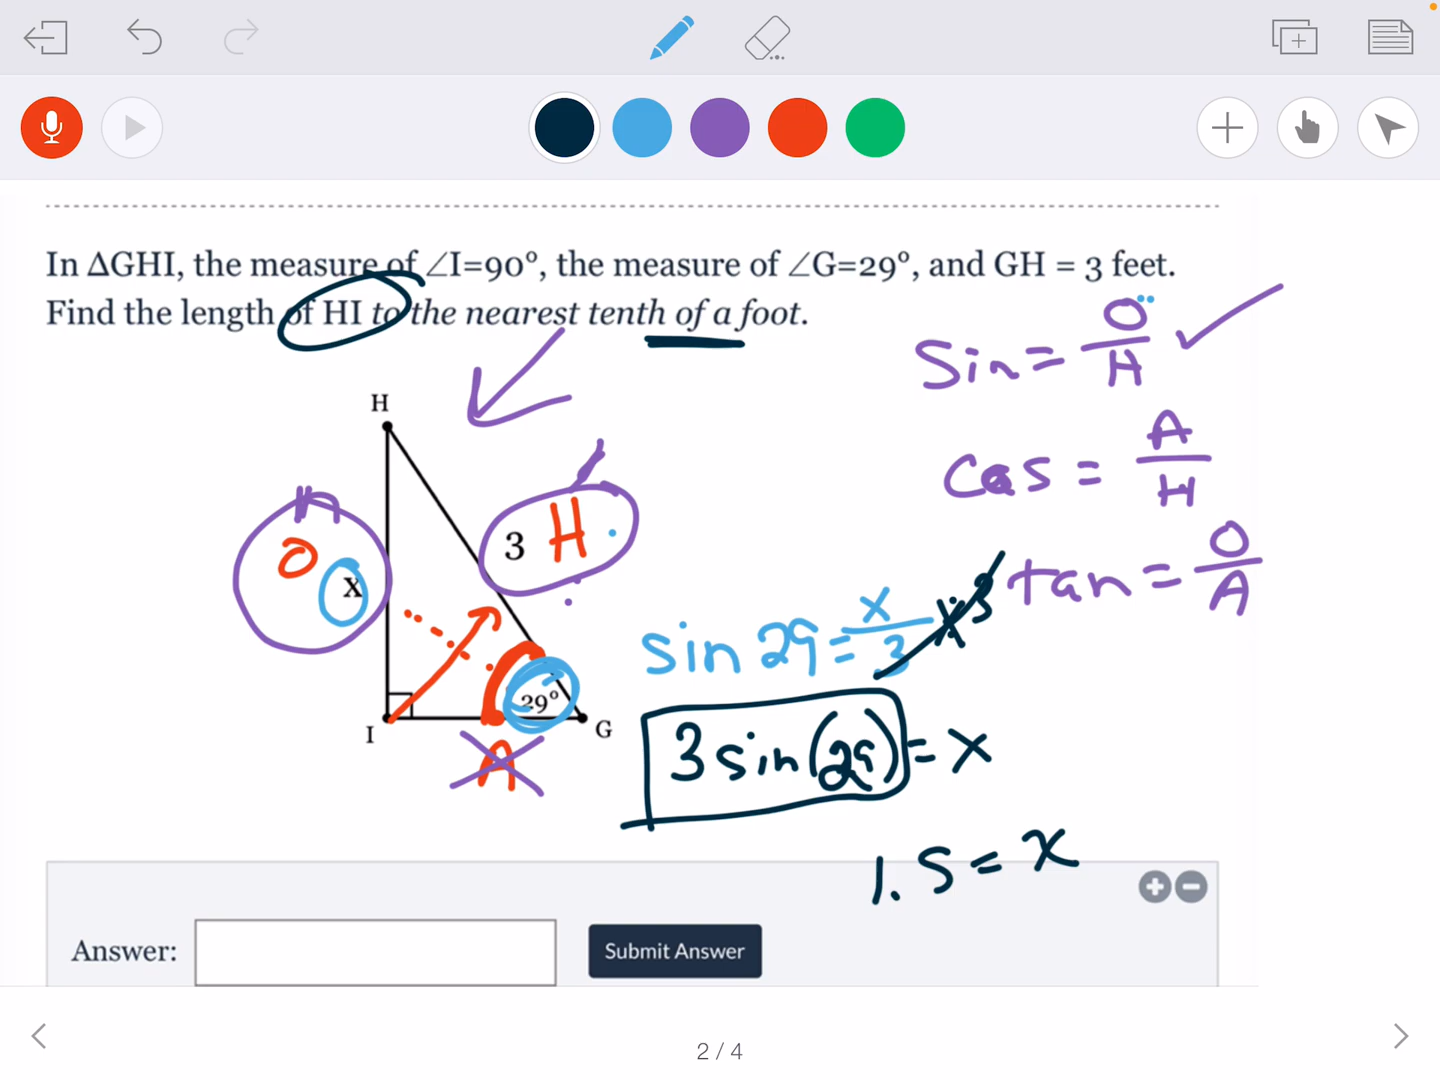 In ΔGHI, the measure of ∠I=90°, the measure of ∠G=29°, and GH = 3 feet.
Find the length of HI to the nearest tenth of a foot.
Sin = O/H
H
Cos = A/H
3 H
O
x
tan = O/A
sin 29 = x/3 x3
29°
I
G
A
3 sin(29) = x
1.5 = x
Answer:
Submit Answer
2 / 4